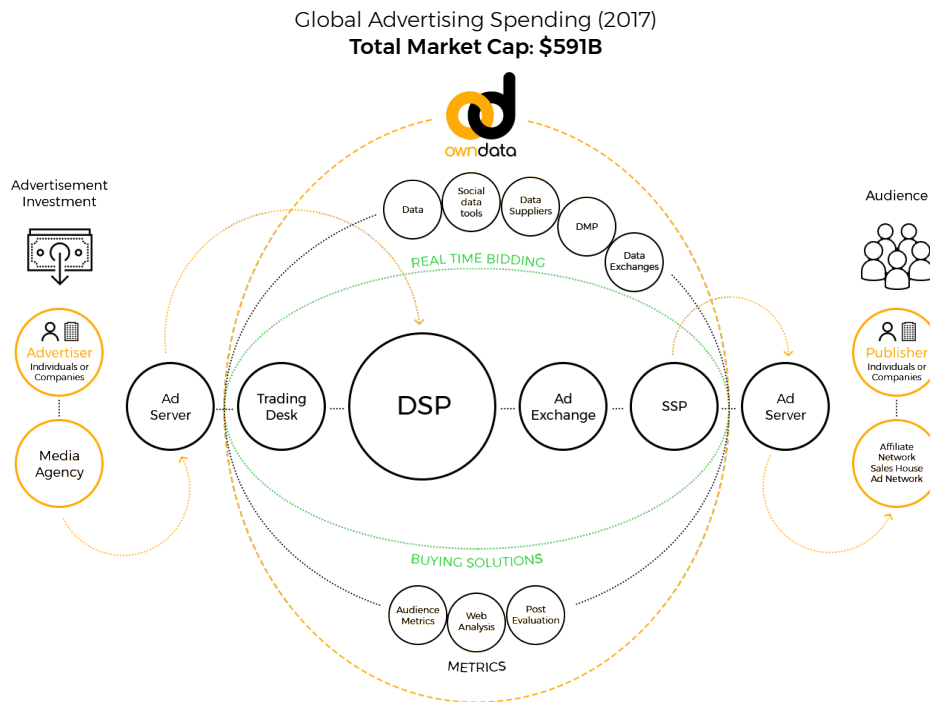 Global Advertising Spending (2017)
Total Market Cap: $591B
owndata
Advertisement
Investment
Audience
Data
Social
data
tools
Data
Suppliers
DMP
Data
Exchanges
REAL TIME BIDDING
Advertiser
Individuals or
Companies
Media
Agency
Ad
Server
Trading
Desk
DSP
Ad
Exchange
SSP
Ad
Server
Publisher
Individuals or
Companies
Affiliate
Network
Sales House
Ad Network
BUYING SOLUTIONS
Audience
Metrics
Web
Analysis
Post
Evaluation
METRICS